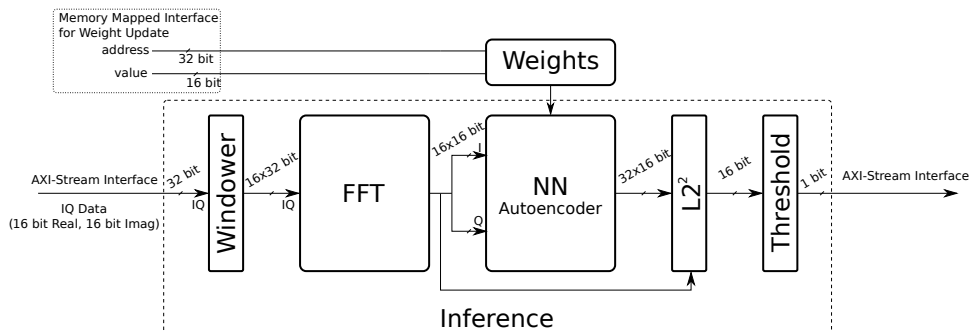 Memory Mapped Interface
for Weight Update
address
32 bit
value
16 bit
Weights
AXI-Stream Interface
IQ Data
(16 bit Real, 16 bit Imag)
32 bit
IQ
Windower
16x32 bit
IQ
FFT
16x16 bit
I
Q
NN
Autoencoder
32x16 bit
L2²
16 bit
Threshold
1 bit
AXI-Stream Interface
Inference